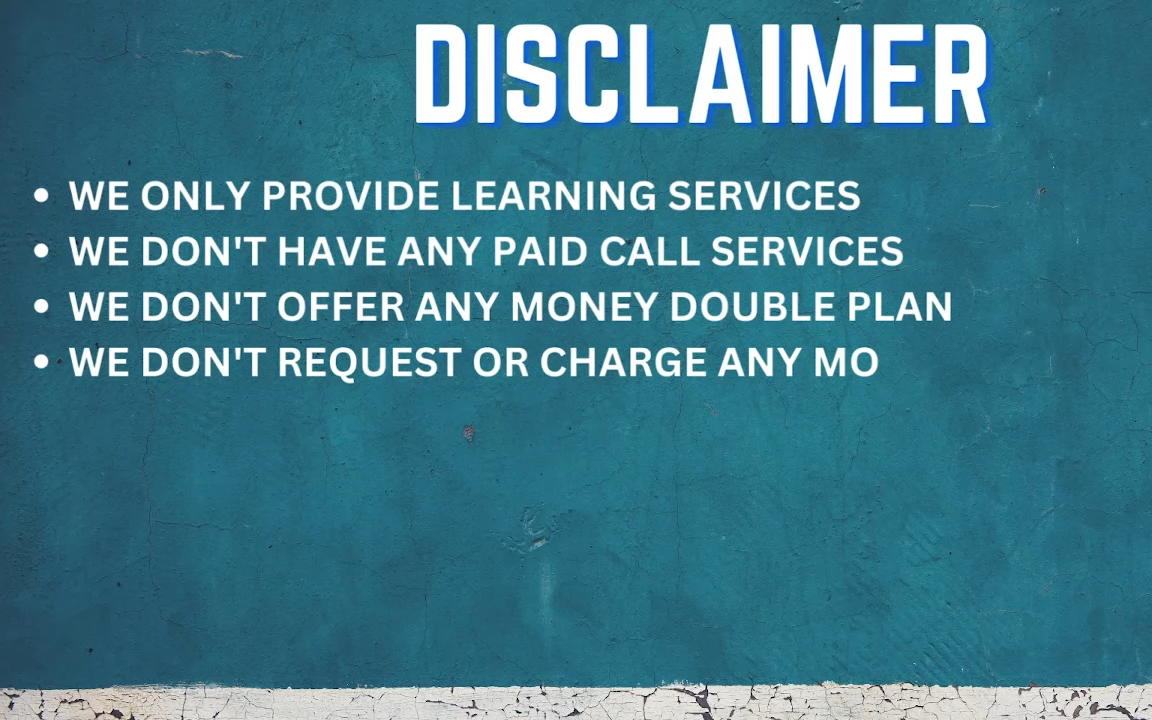 DISCLAIMER
• WE ONLY PROVIDE LEARNING SERVICES
• WE DON'T HAVE ANY PAID CALL SERVICES
• WE DON'T OFFER ANY MONEY DOUBLE PLAN
• WE DON'T REQUEST OR CHARGE ANY MO